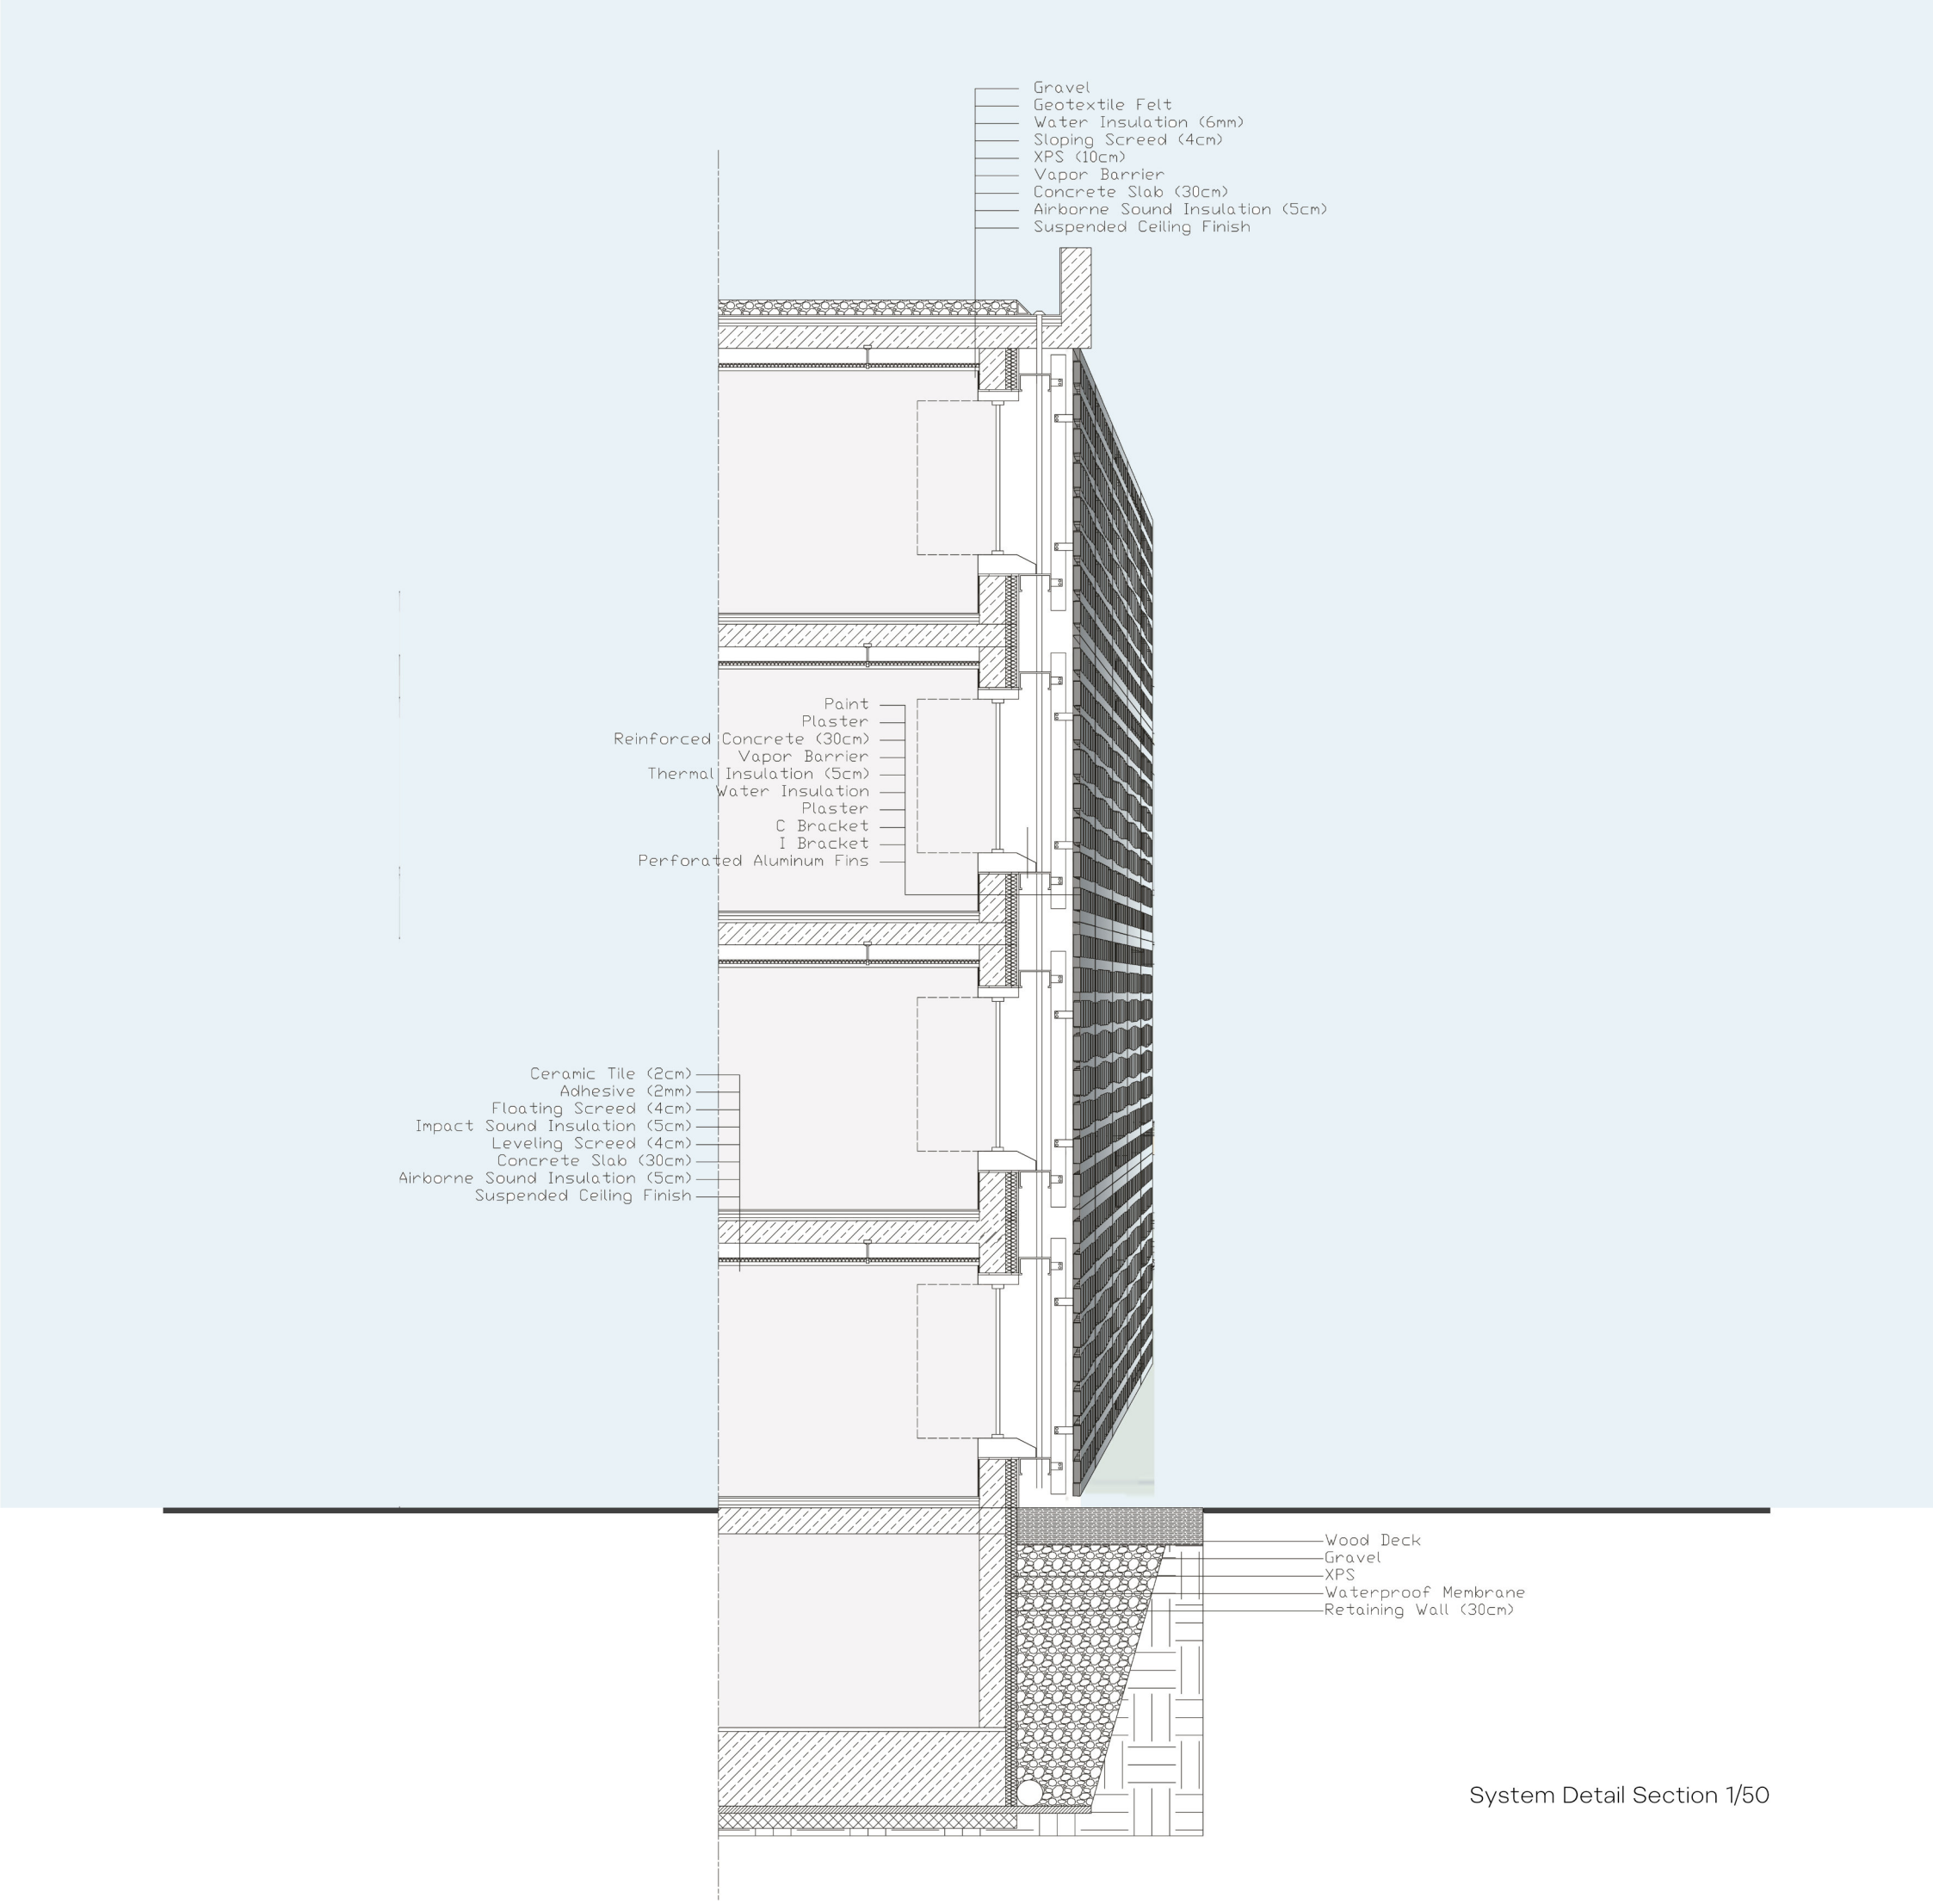 Gravel
Geotextile Felt
Water Insulation (6mm)
Sloping Screed (4cm)
XPS (10cm)
Vapor Barrier
Concrete Slab (30cm)
Airborne Sound Insulation (5cm)
Suspended Ceiling Finish
Paint
Plaster
Reinforced Concrete (30cm)
Vapor Barrier
Thermal Insulation (5cm)
Water Insulation
Plaster
C Bracket
I Bracket
Perforated Aluminum Fins
Ceramic Tile (2cm)
Adhesive (2mm)
Floating Screed (4cm)
Impact Sound Insulation (5cm)
Leveling Screed (4cm)
Concrete Slab (30cm)
Airborne Sound Insulation (5cm)
Suspended Ceiling Finish
Wood Deck
Gravel
XPS
Waterproof Membrane
Retaining Wall (30cm)
System Detail Section 1/50